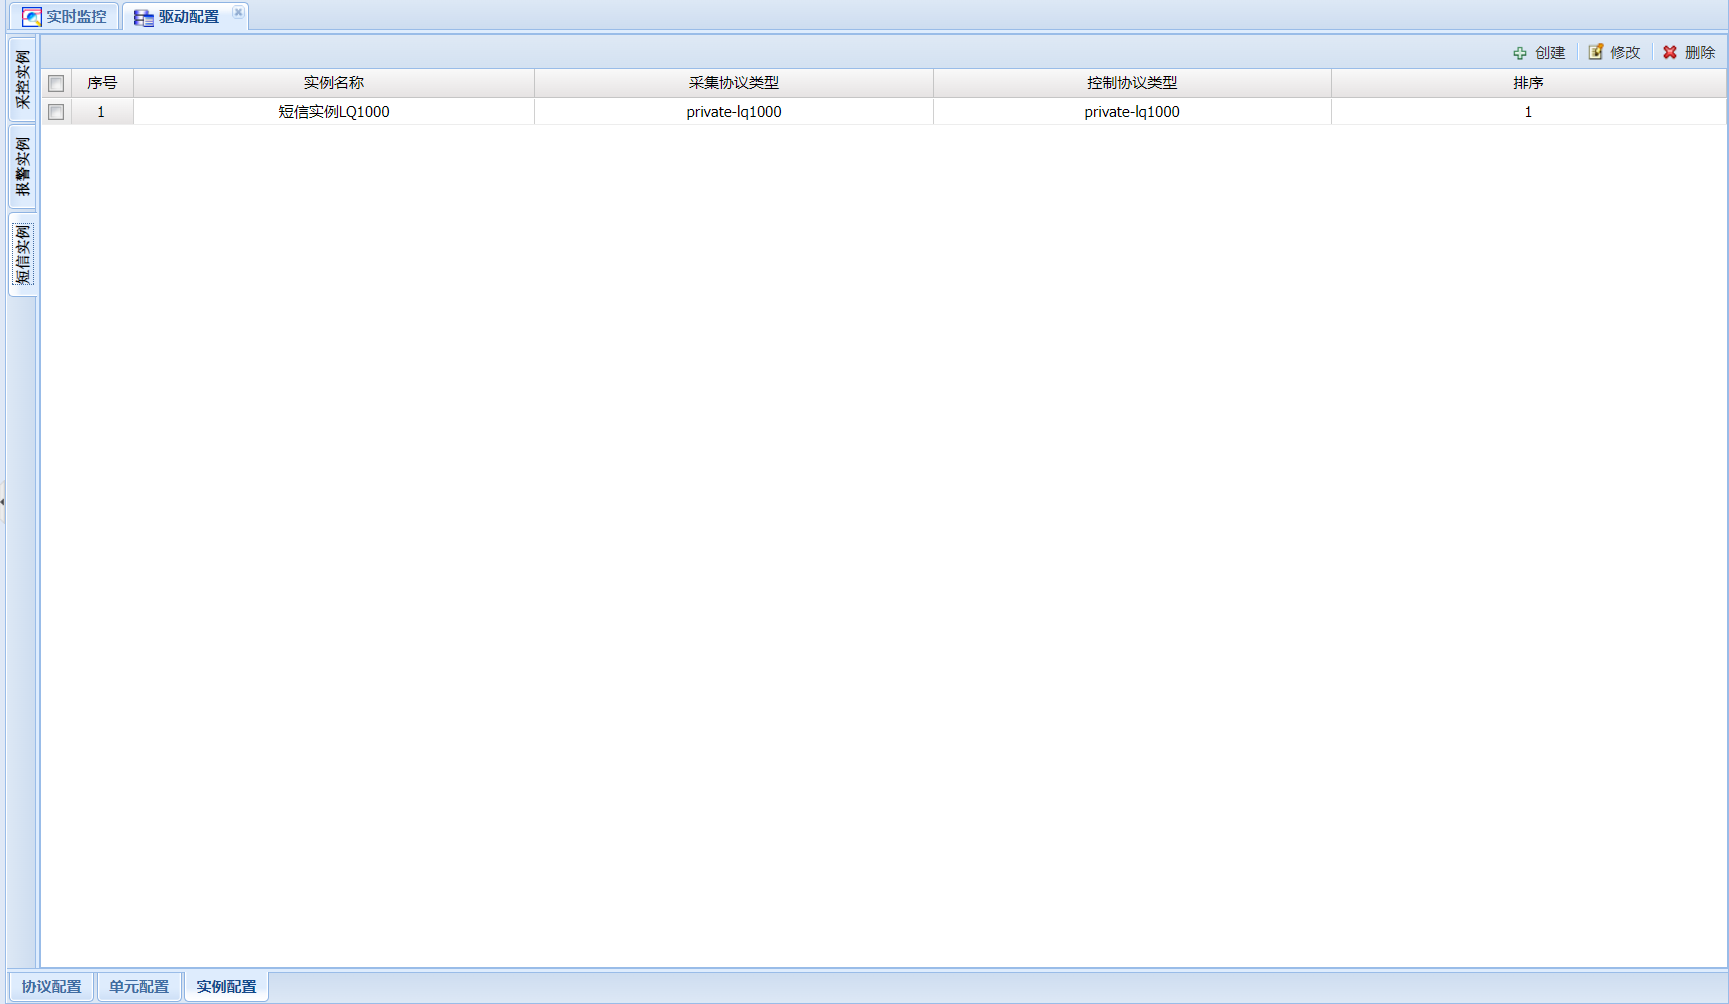 实时监控 驱动配置
采控实例
报警实例
短信实例
创建 修改 删除
序号 实例名称 采集协议类型 控制协议类型 排序
1 短信实例LQ1000 private-lq1000 private-lq1000 1
协议配置 单元配置 实例配置